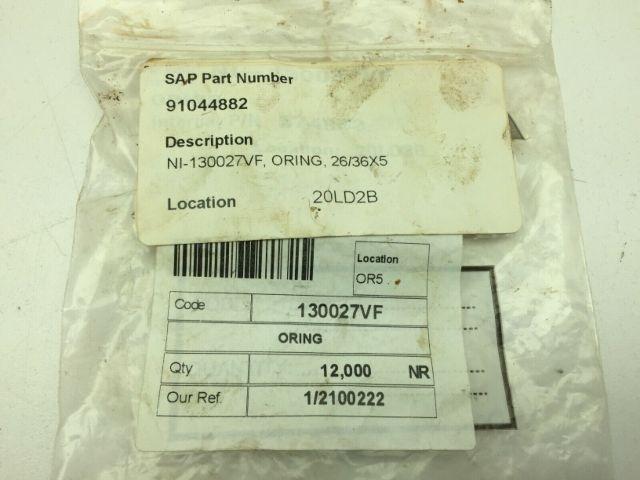 SAP Part Number
91044882
Description
NI-130027VF, ORING, 26/36X5
Location 20LD2B
Location
OR5
Code 130027VF
ORING
Qty 12,000 NR
Our Ref. 1/2100222